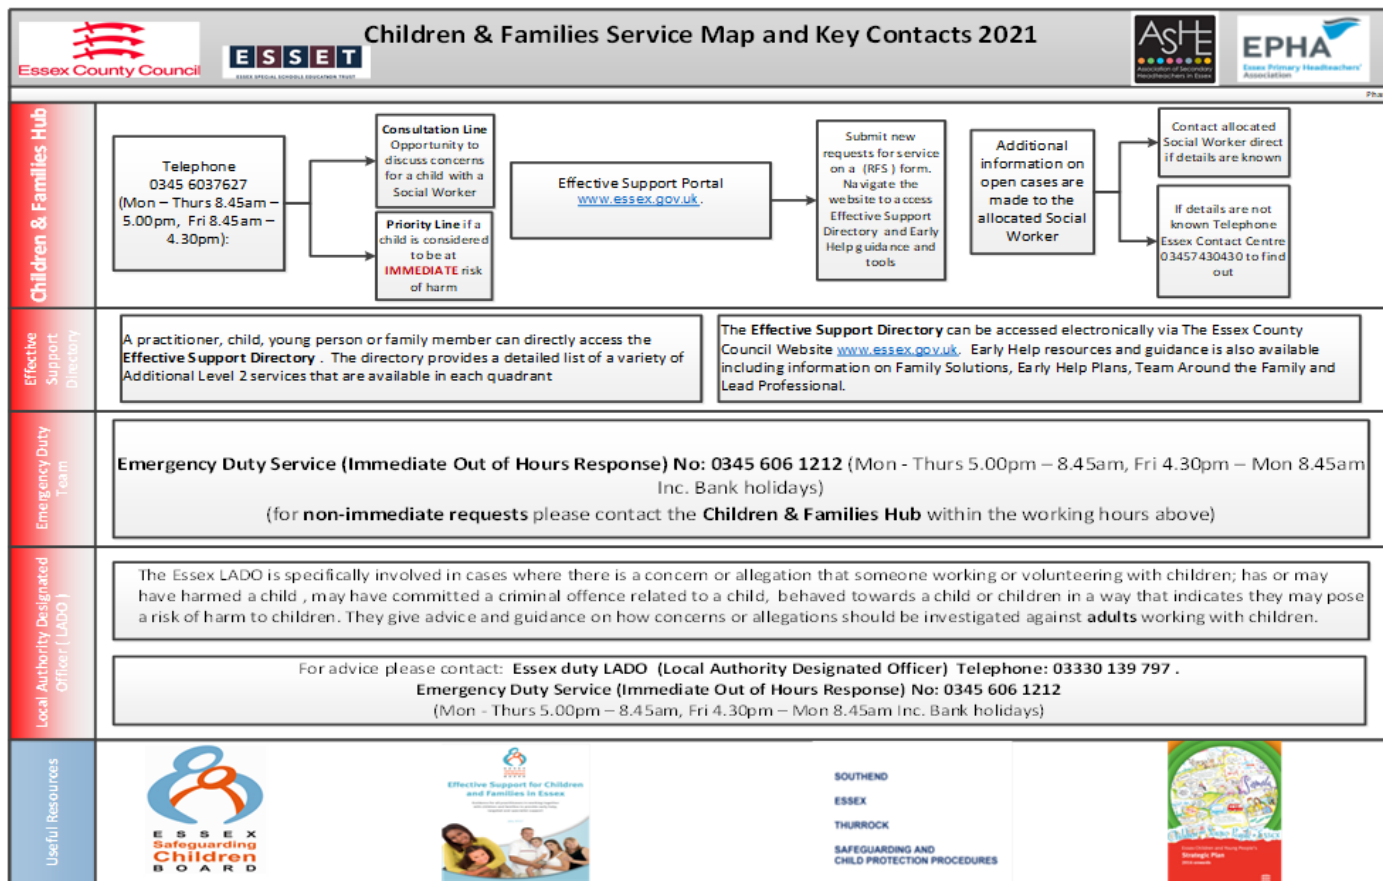 Children & Families Service Map and Key Contacts 2021
Essex County Council
ESSET
ESSEX SPECIAL SCHOOLS EDUCATION TRUST
ASHE
Association of Secondary
Headteachers in Essex
EPHA
Essex Primary Headteachers'
Association
Pha
Children & Families Hub
Telephone
0345 6037627
(Mon – Thurs 8.45am –
5.00pm,  Fri 8.45am –
4.30pm):
Consultation Line
Opportunity to
discuss concerns
for a child with a
Social Worker
Priority Line if a
child is considered
to be at
IMMEDIATE risk
of harm
Effective Support Portal
www.essex.gov.uk.
Submit new
requests for service
on a  (RFS ) form.
Navigate the
website to access
Effective Support
Directory  and Early
Help guidance and
tools
Additional
information on
open cases are
made to the
allocated Social
Worker
Contact allocated
Social Worker direct
if details are known
If details are not
known Telephone
Essex Contact Centre
03457430430 to find
out
Effective
Support
Directory
A practitioner, child, young person or family member can directly access the
Effective Support Directory .  The directory provides a detailed list of a variety of
Additional Level 2 services that are available in each quadrant
The Effective Support Directory can be accessed electronically via The Essex County
Council Website www.essex.gov.uk.  Early Help resources and guidance is also available
including information on Family Solutions, Early Help Plans, Team Around the Family and
Lead Professional.
Emergency Duty
Team
Emergency Duty Service (Immediate Out of Hours Response) No: 0345 606 1212 (Mon - Thurs 5.00pm – 8.45am, Fri 4.30pm – Mon 8.45am
Inc. Bank holidays)
(for non-immediate requests please contact the Children & Families Hub within the working hours above)
Local Authority Designated
Officer ( LADO )
The Essex LADO is specifically involved in cases where there is a concern or allegation that someone working or volunteering with children; has or may
have harmed a child , may have committed a criminal offence related to a child,  behaved towards a child or children in a way that indicates they may pose
a risk of harm to children. They give advice and guidance on how concerns or allegations should be investigated against adults working with children.
For advice please contact:  Essex duty LADO  (Local Authority Designated Officer)  Telephone: 03330 139 797 .
Emergency Duty Service (Immediate Out of Hours Response) No: 0345 606 1212
(Mon - Thurs 5.00pm – 8.45am, Fri 4.30pm – Mon 8.45am Inc. Bank holidays)
Useful Resources
ESSEX
Safeguarding
Children
BOARD
Effective Support for Children
and Families in Essex
SOUTHEND
ESSEX
THURROCK
SAFEGUARDING AND
CHILD PROTECTION PROCEDURES
Essex Children and Young People's
Strategic Plan